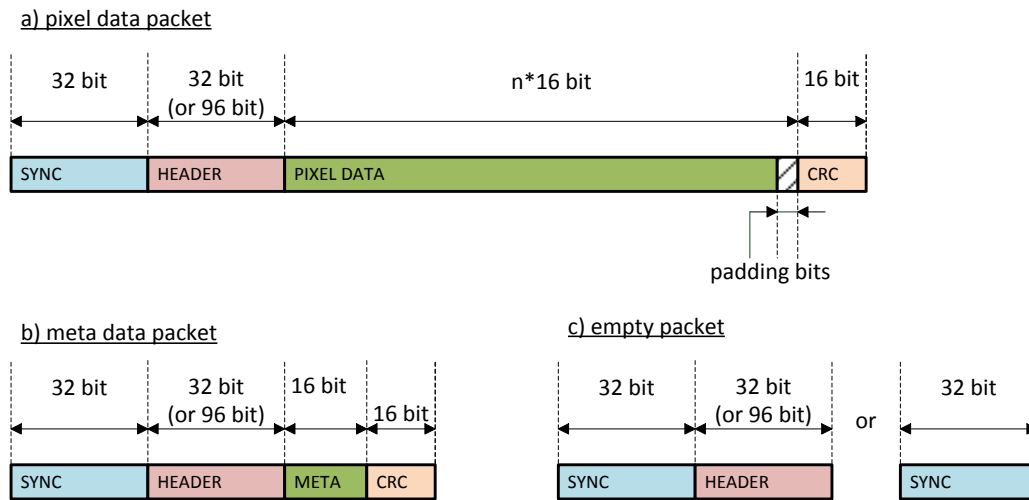 a) pixel data packet
32 bit
32 bit
(or 96 bit)
n*16 bit
16 bit
SYNC
HEADER
PIXEL DATA
CRC
padding bits
b) meta data packet
32 bit
32 bit
(or 96 bit)
16 bit
16 bit
SYNC
HEADER
META
CRC
c) empty packet
32 bit
32 bit
(or 96 bit)
or
32 bit
SYNC
HEADER
SYNC